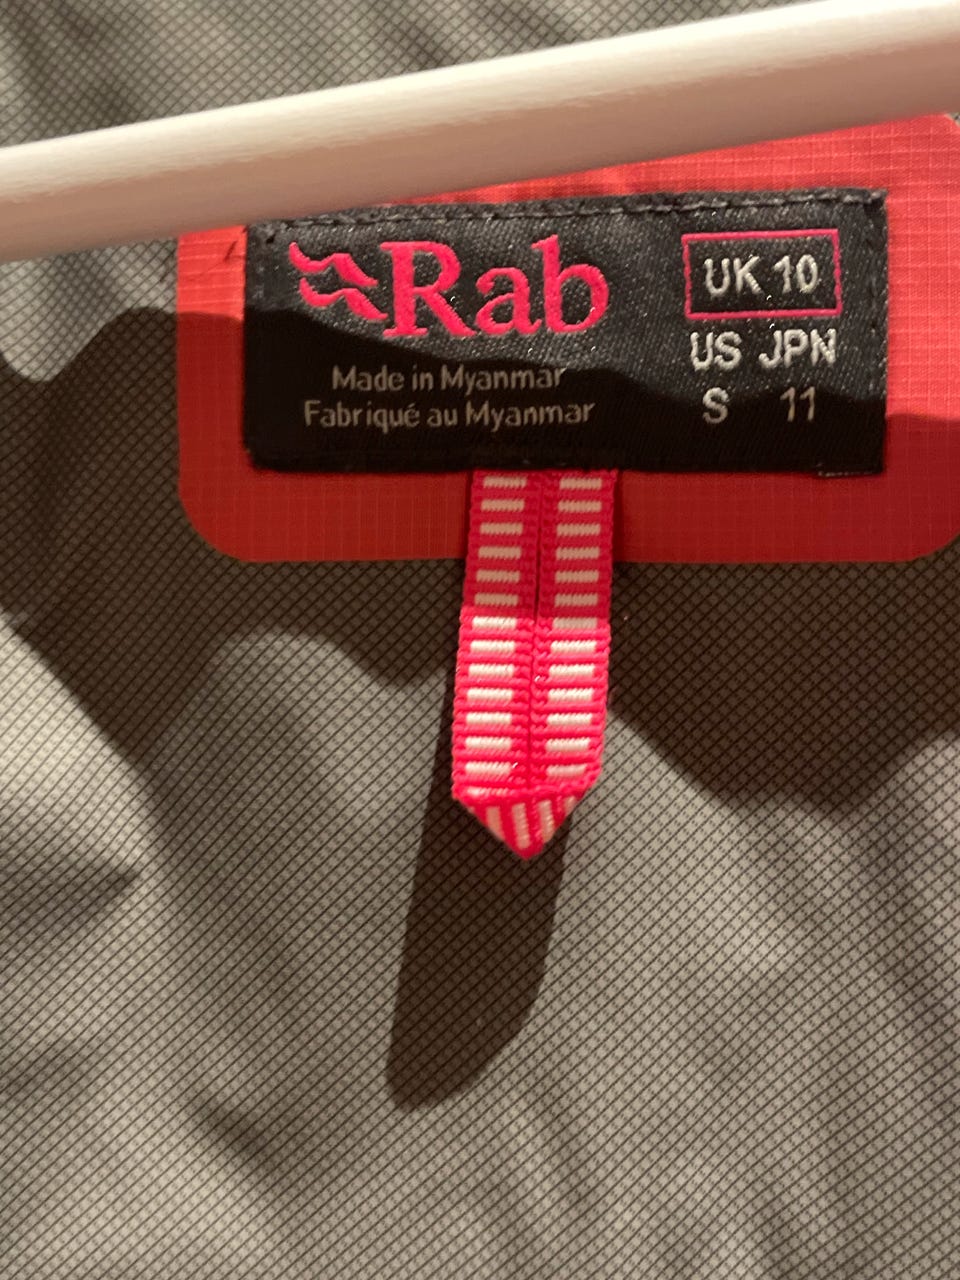 Rab
Made in Myanmar
Fabriqué au Myanmar
UK 10
US JPN
S 11